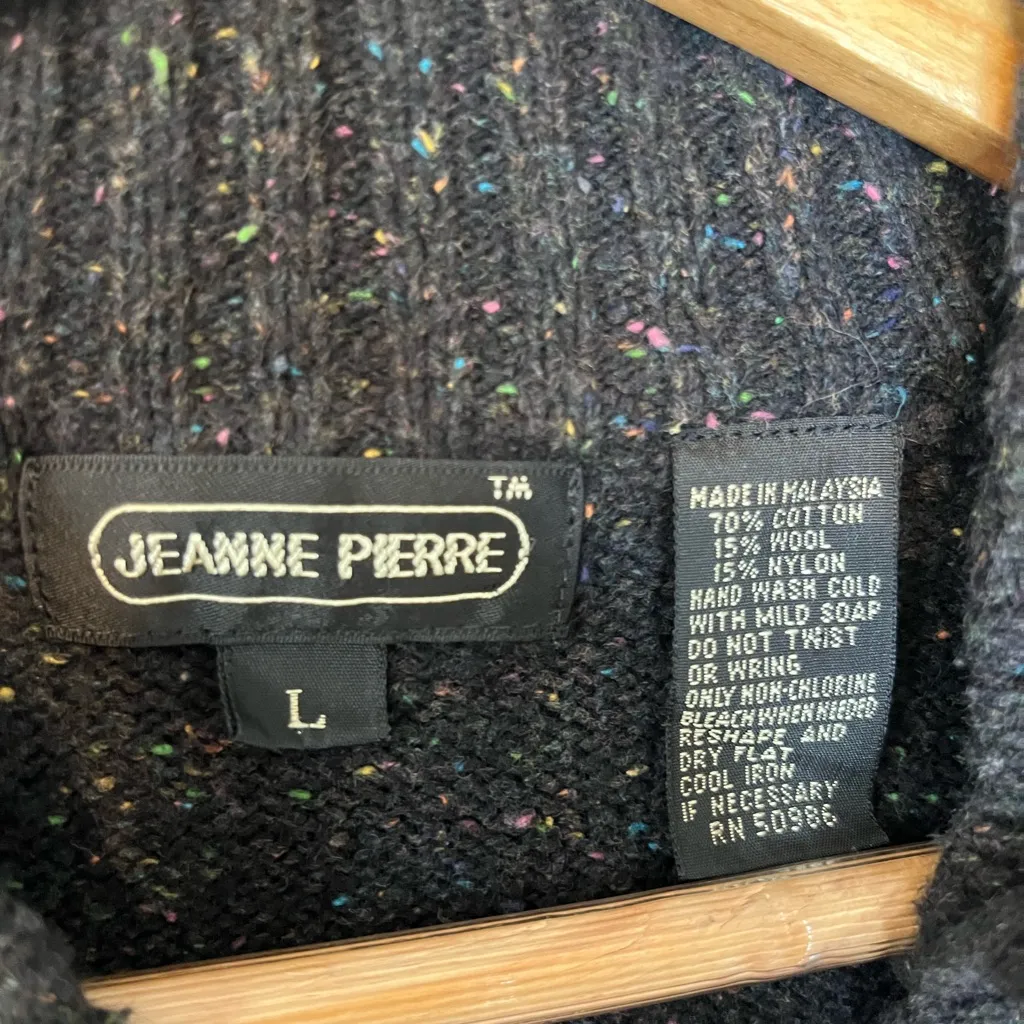 JEANNE PIERRE TM
L
MADE IN MALAYSIA
70% COTTON
15% WOOL
15% NYLON
HAND WASH COLD
WITH MILD SOAP
DO NOT TWIST
OR WRING
ONLY NON-CHLORINE
BLEACH WHEN NEEDED
RESHAPE AND
DRY FLAT
COOL IRON
IF NECESSARY
RN 50986